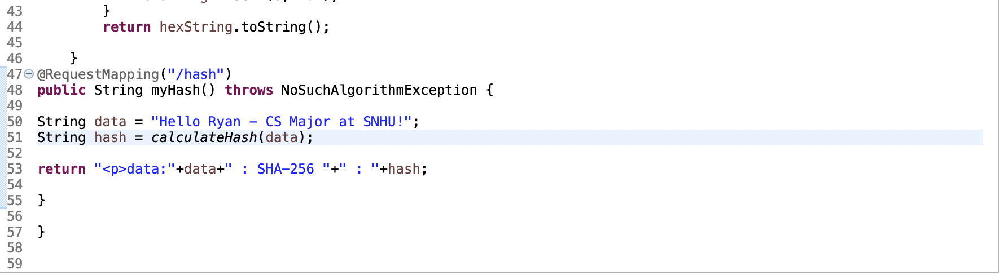 43 }
44 return hexString.toString();
45
46 }
47 @RequestMapping("/hash")
48 public String myHash() throws NoSuchAlgorithmException {
49
50 String data = "Hello Ryan – CS Major at SNHU!";
51 String hash = calculateHash(data);
52
53 return "<p>data:"+data+" : SHA–256 "+" : "+hash;
54
55 }
56
57 }
58
59